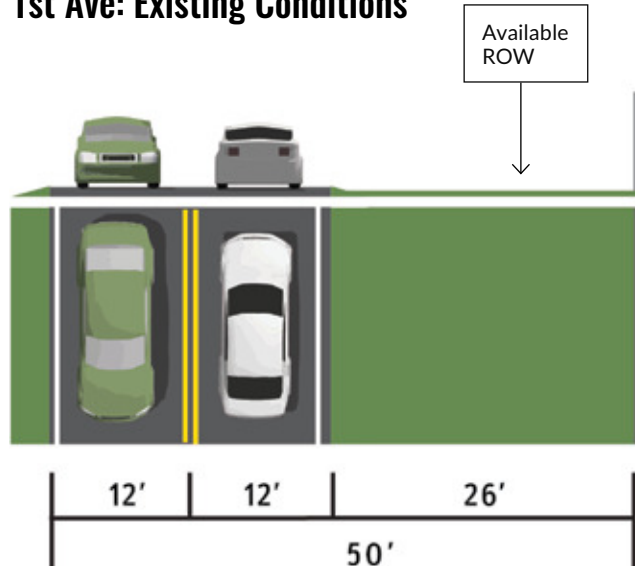 1st Ave: Existing Conditions
Available
ROW
12' 12' 26'
50'